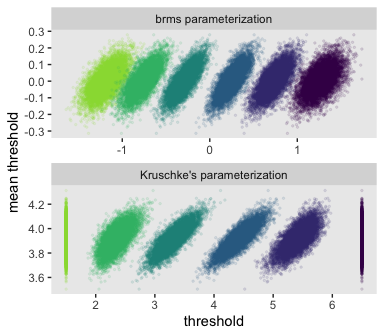 brms parameterization
0.3
0.2
0.1
0.0
-0.1
-0.2
-0.3
-1 0 1
mean threshold
Kruschke's parameterization
4.2
4.0
3.8
3.6
2 3 4 5 6
threshold